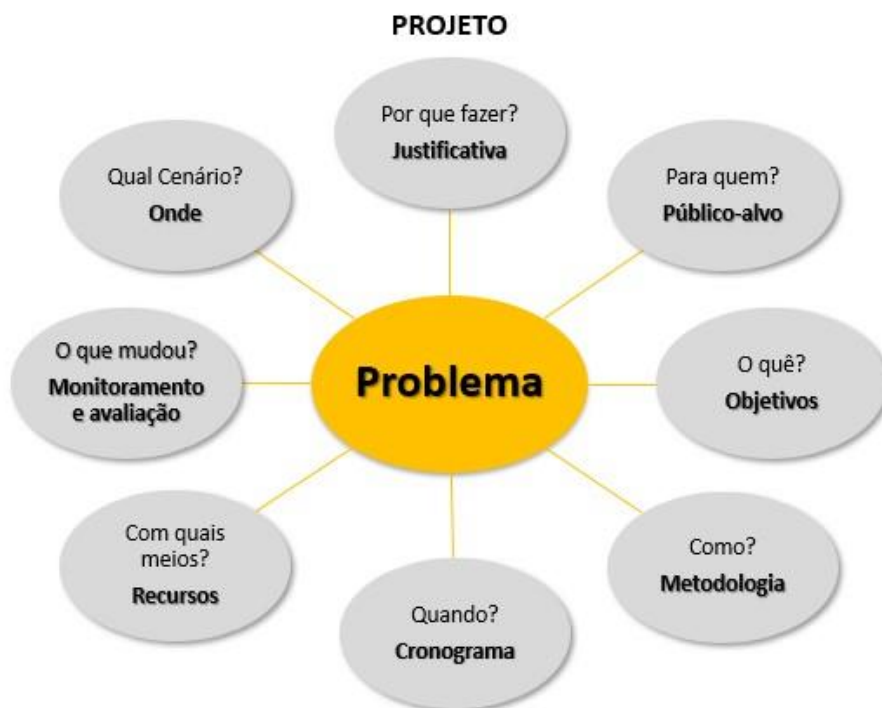 PROJETO
Por que fazer?
Justificativa
Qual Cenário?
Onde
Para quem?
Público-alvo
O que mudou?
Monitoramento
e avaliação
Problema
O quê?
Objetivos
Com quais
meios?
Recursos
Como?
Metodologia
Quando?
Cronograma